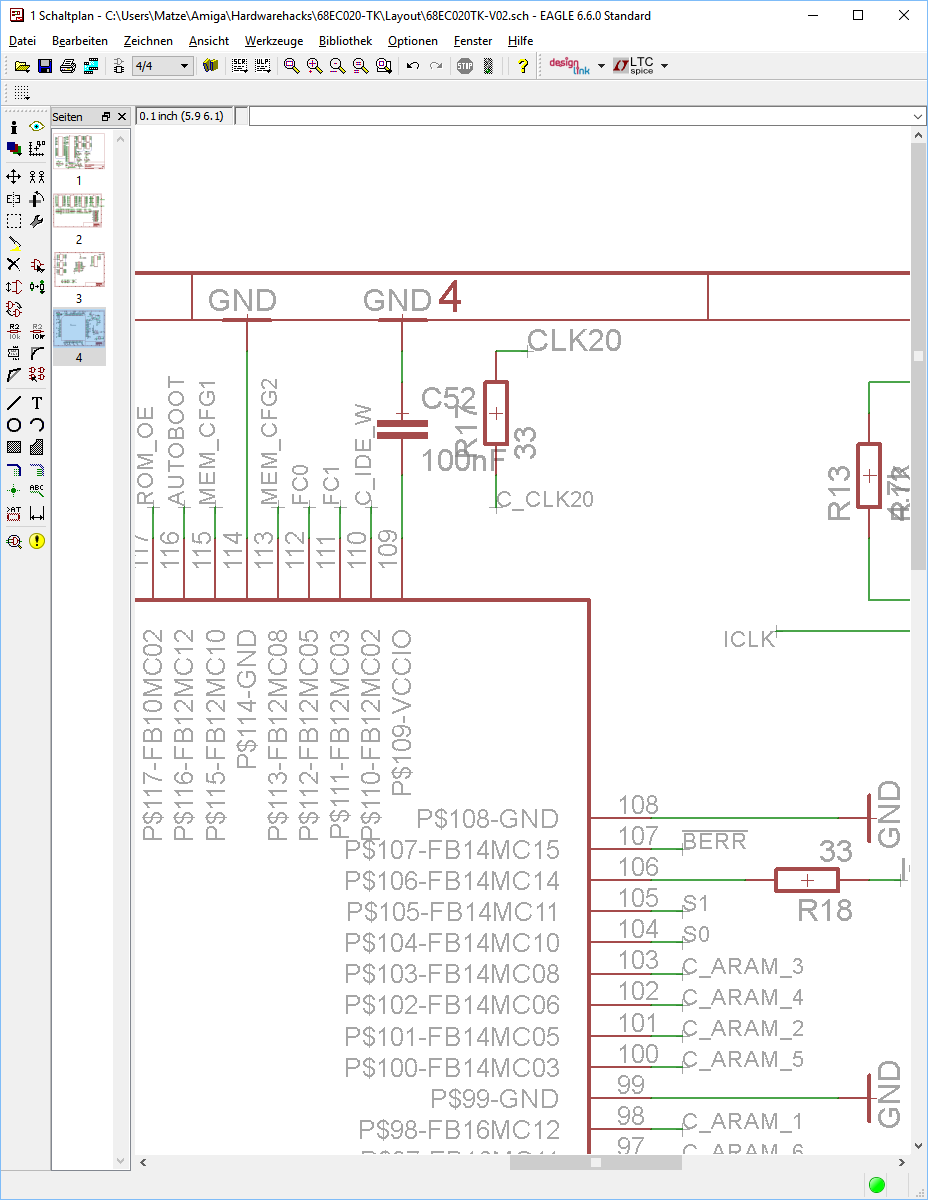 1 Schaltplan - C:\Users\Matze\Amiga\Hardwarehacks\68EC020-TK\Layout\68EC020TK-V02.sch - EAGLE 6.6.0 Standard
Datei Bearbeiten Zeichnen Ansicht Werkzeuge Bibliothek Optionen Fenster Hilfe
4/4 SCR ULP STOP ? design link LTC spice
Seiten
0.1 inch (5.9 6.1)
1
2
3
4
GND
GND
4
CLK20
C52
R17
33
100nF
C_CLK20
ROM_OE
AUTOBOOT
MEM_CFG1
MEM_CFG2
FC0
FC1
C_IDE_W
R13
4.7k
117
116
115
114
113
112
111
110
109
ICLK
P$117-FB10MC02
P$116-FB12MC12
P$115-FB12MC10
P$114-GND
P$113-FB12MC08
P$112-FB12MC05
P$111-FB12MC03
P$110-FB12MC02
P$109-VCCIO
P$108-GND 108 GND
P$107-FB14MC15 107 BERR
P$106-FB14MC14 106 33 R18
P$105-FB14MC11 105 S1
P$104-FB14MC10 104 S0
P$103-FB14MC08 103 C_ARAM_3
P$102-FB14MC06 102 C_ARAM_4
P$101-FB14MC05 101 C_ARAM_2
P$100-FB14MC03 100 C_ARAM_5
P$99-GND 99 GND
P$98-FB16MC12 98 C_ARAM_1
97 C_ARAM_6